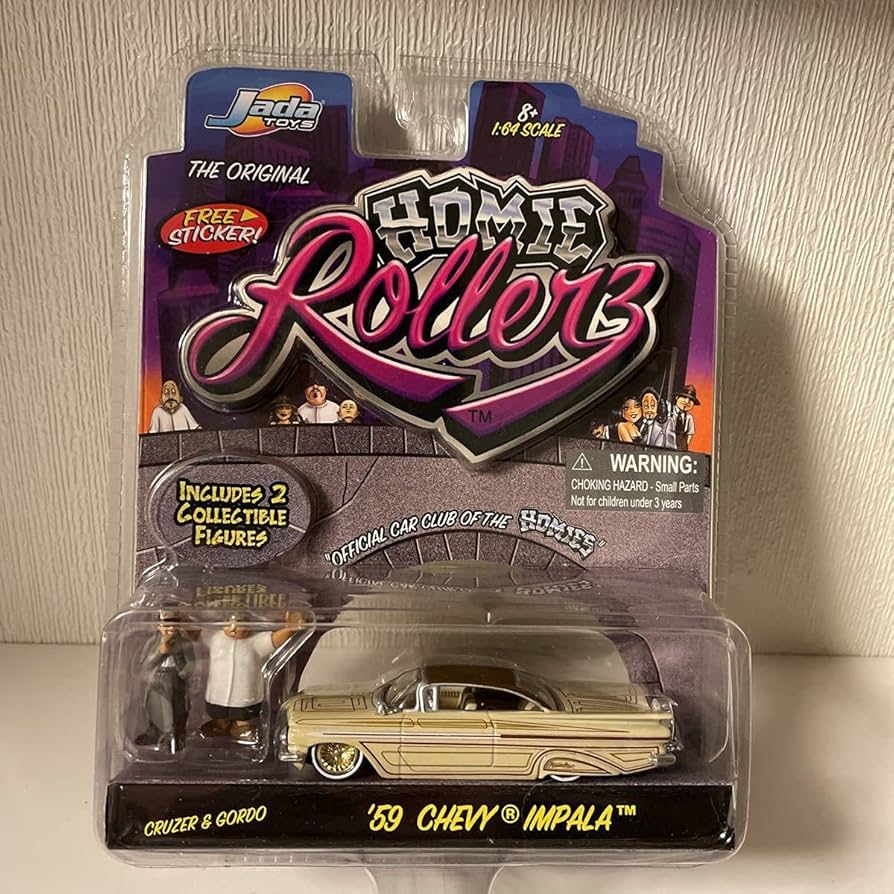 Jada
TOYS
8+
1:64 SCALE
THE ORIGINAL
FREE
STICKER!
HOMIE
Rollerz
TM
WARNING:
CHOKING HAZARD - Small Parts
Not for children under 3 years
INCLUDES 2
COLLECTIBLE
FIGURES
"OFFICIAL CAR CLUB OF THE HOMIES"
CRUZER & GORDO
'59 CHEVY® IMPALA™